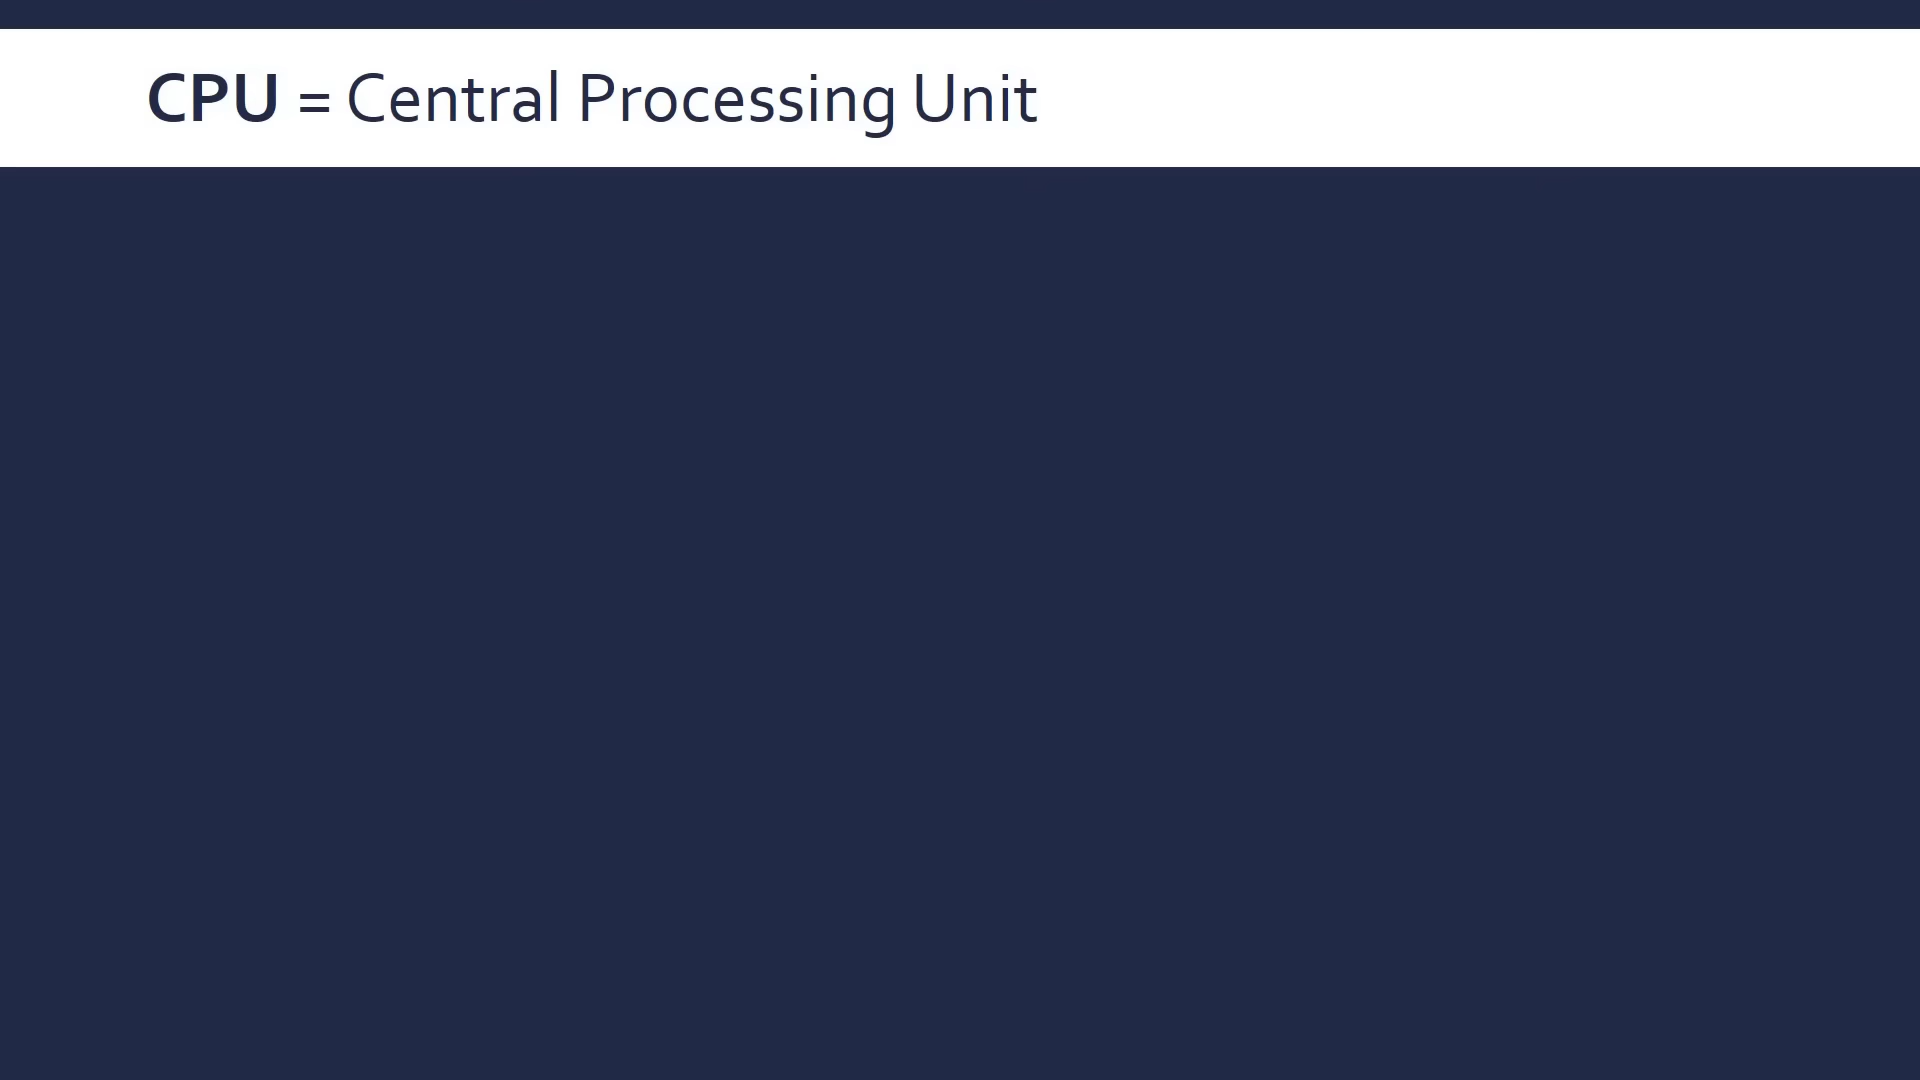 CPU = Central Processing Unit